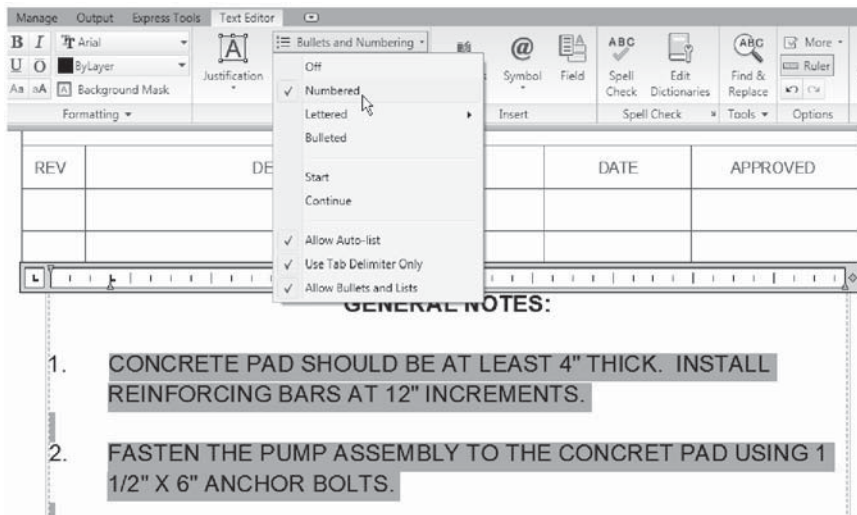 Manage Output Express Tools Text Editor
B I Arial
Bullets and Numbering
@
ABC
ABC
More
U O ByLayer
Justification
Symbol Field Spell Check Edit Dictionaries Find & Replace
Ruler
Aa aA A Background Mask
Formatting Insert Spell Check Tools Options
Off
Numbered
Lettered
Bulleted
Start
Continue
Allow Auto-list
Use Tab Delimiter Only
Allow Bullets and Lists
REV DE DATE APPROVED
GENERAL NOTES:
1. CONCRETE PAD SHOULD BE AT LEAST 4" THICK. INSTALL
REINFORCING BARS AT 12" INCREMENTS.
2. FASTEN THE PUMP ASSEMBLY TO THE CONCRET PAD USING 1
1/2" X 6" ANCHOR BOLTS.